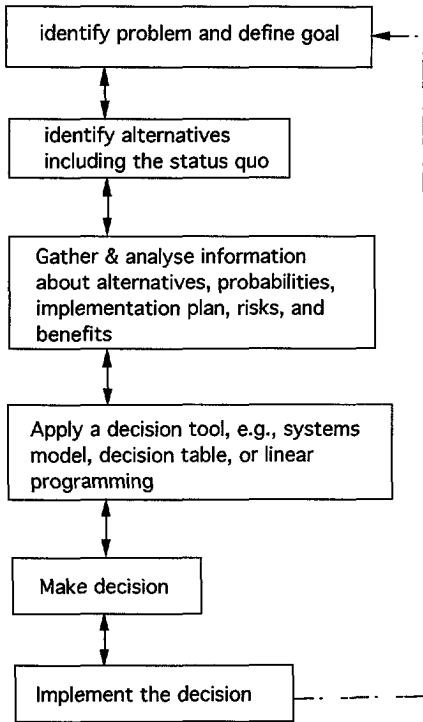 identify problem and define goal
identify alternatives
including the status quo
Gather & analyse information
about alternatives, probabilities,
implementation plan, risks, and
benefits
Apply a decision tool, e.g., systems
model, decision table, or linear
programming
Make decision
Implement the decision